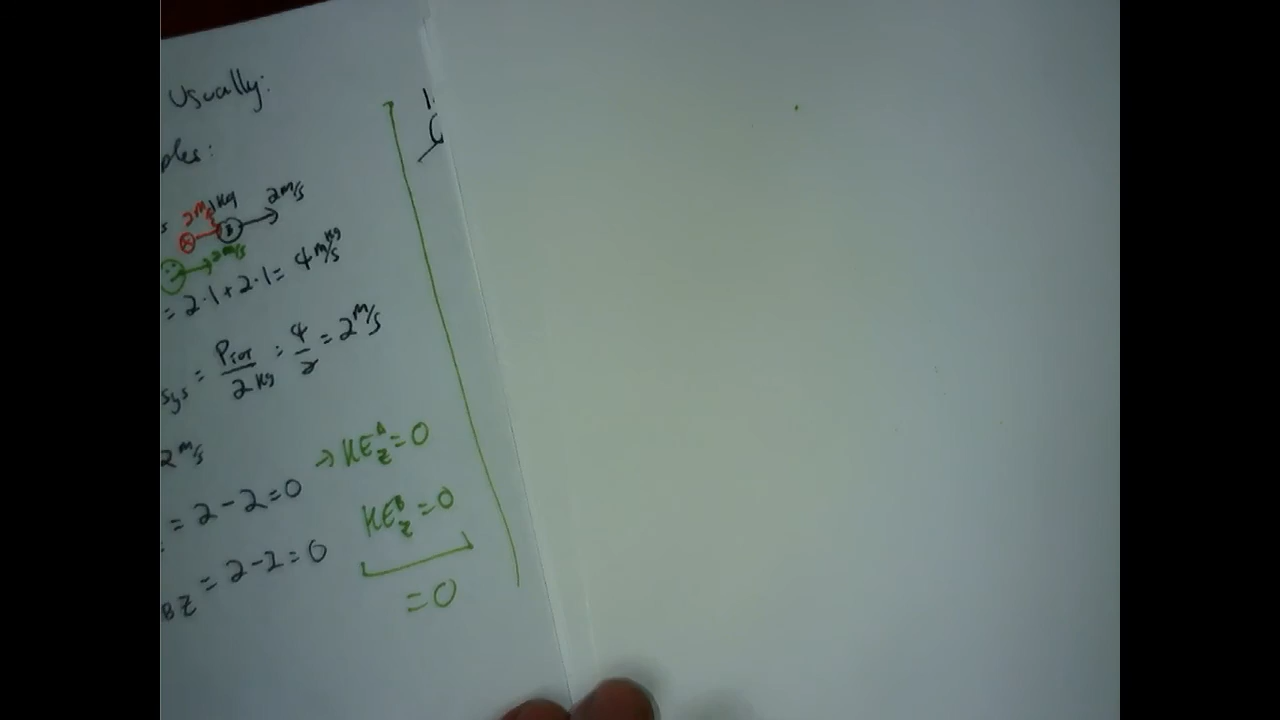 Usually:
ples:
2m/s 1kg 2m/s
2m/s
= 2·1 + 2·1 = 4 m kg/s
sys = Ptot/2kg = 4/2 = 2 m/s
2 m/s
= 2 - 2 = 0 → KE^A_Z = 0
KE^B_Z = 0
BZ = 2 - 2 = 0
= 0